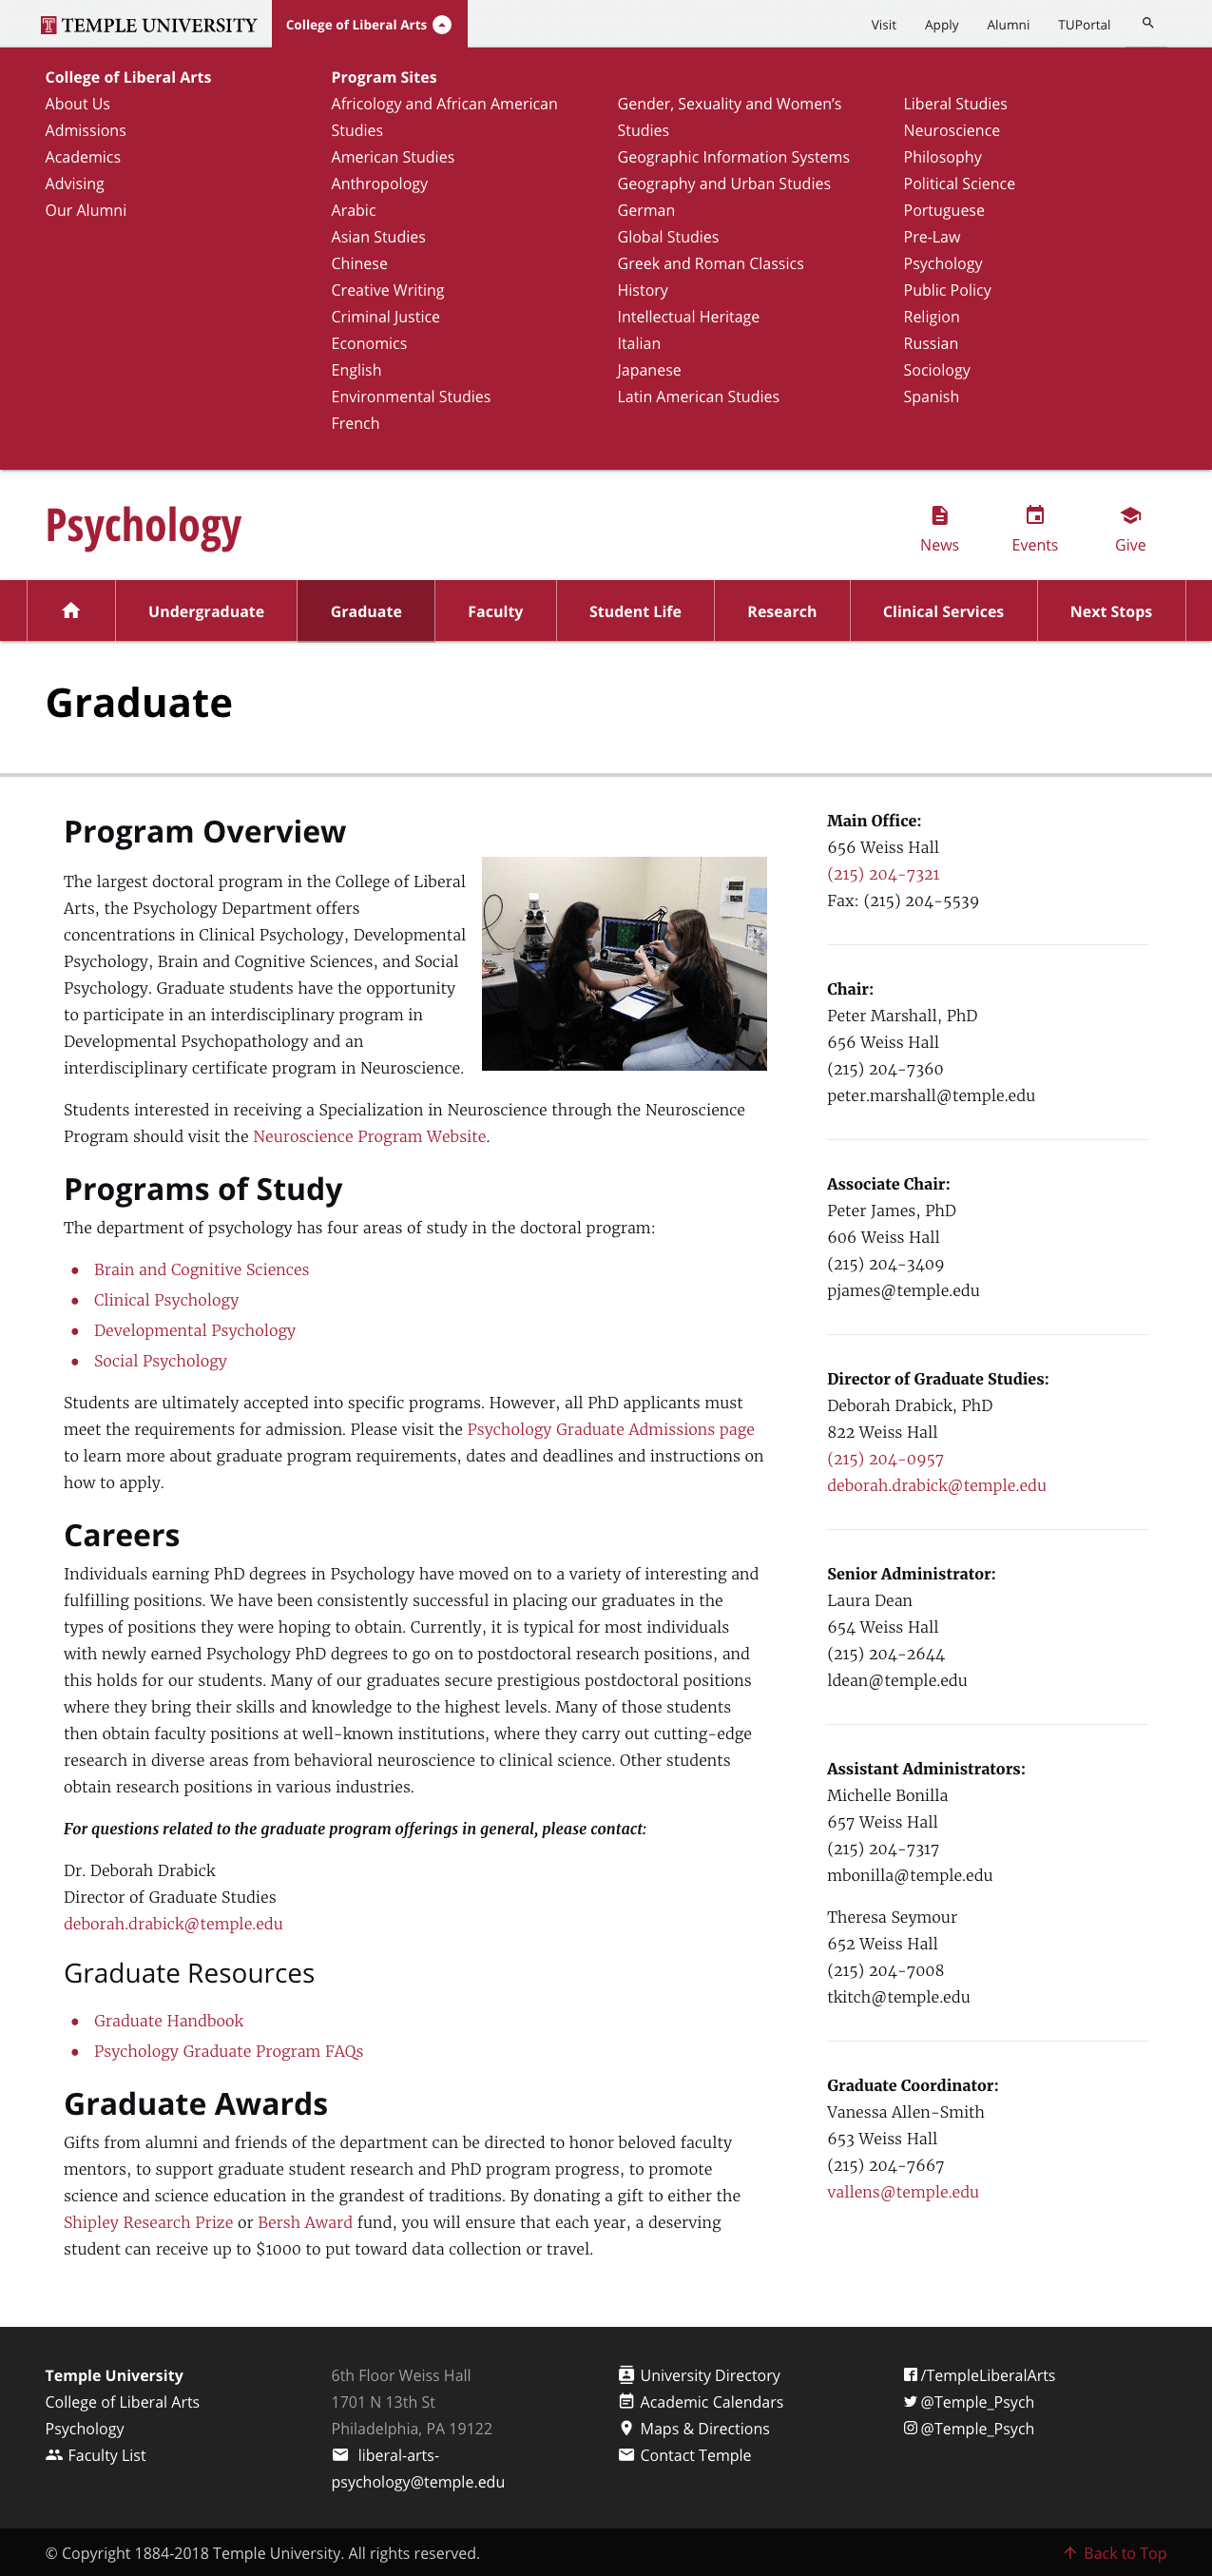 TEMPLE UNIVERSITY
College of Liberal Arts
Visit
Apply
Alumni
TUPortal
College of Liberal Arts
About Us
Admissions
Academics
Advising
Our Alumni
Program Sites
Africology and African American
Studies
American Studies
Anthropology
Arabic
Asian Studies
Chinese
Creative Writing
Criminal Justice
Economics
English
Environmental Studies
French
Gender, Sexuality and Women’s
Studies
Geographic Information Systems
Geography and Urban Studies
German
Global Studies
Greek and Roman Classics
History
Intellectual Heritage
Italian
Japanese
Latin American Studies
Liberal Studies
Neuroscience
Philosophy
Political Science
Portuguese
Pre-Law
Psychology
Public Policy
Religion
Russian
Sociology
Spanish
Psychology
News
Events
Give
Undergraduate
Graduate
Faculty
Student Life
Research
Clinical Services
Next Stops
Graduate
Program Overview
The largest doctoral program in the College of Liberal
Arts, the Psychology Department offers
concentrations in Clinical Psychology, Developmental
Psychology, Brain and Cognitive Sciences, and Social
Psychology. Graduate students have the opportunity
to participate in an interdisciplinary program in
Developmental Psychopathology and an
interdisciplinary certificate program in Neuroscience.
Students interested in receiving a Specialization in Neuroscience through the Neuroscience
Program should visit the Neuroscience Program Website.
Programs of Study
The department of psychology has four areas of study in the doctoral program:
Brain and Cognitive Sciences
Clinical Psychology
Developmental Psychology
Social Psychology
Students are ultimately accepted into specific programs. However, all PhD applicants must
meet the requirements for admission. Please visit the Psychology Graduate Admissions page
to learn more about graduate program requirements, dates and deadlines and instructions on
how to apply.
Careers
Individuals earning PhD degrees in Psychology have moved on to a variety of interesting and
fulfilling positions. We have been consistently successful in placing our graduates in the
types of positions they were hoping to obtain. Currently, it is typical for most individuals
with newly earned Psychology PhD degrees to go on to postdoctoral research positions, and
this holds for our students. Many of our graduates secure prestigious postdoctoral positions
where they bring their skills and knowledge to the highest levels. Many of those students
then obtain faculty positions at well-known institutions, where they carry out cutting-edge
research in diverse areas from behavioral neuroscience to clinical science. Other students
obtain research positions in various industries.
For questions related to the graduate program offerings in general, please contact:
Dr. Deborah Drabick
Director of Graduate Studies
deborah.drabick@temple.edu
Graduate Resources
Graduate Handbook
Psychology Graduate Program FAQs
Graduate Awards
Gifts from alumni and friends of the department can be directed to honor beloved faculty
mentors, to support graduate student research and PhD program progress, to promote
science and science education in the grandest of traditions. By donating a gift to either the
Shipley Research Prize or Bersh Award fund, you will ensure that each year, a deserving
student can receive up to $1000 to put toward data collection or travel.
Main Office:
656 Weiss Hall
(215) 204-7321
Fax: (215) 204-5539
Chair:
Peter Marshall, PhD
656 Weiss Hall
(215) 204-7360
peter.marshall@temple.edu
Associate Chair:
Peter James, PhD
606 Weiss Hall
(215) 204-3409
pjames@temple.edu
Director of Graduate Studies:
Deborah Drabick, PhD
822 Weiss Hall
(215) 204-0957
deborah.drabick@temple.edu
Senior Administrator:
Laura Dean
654 Weiss Hall
(215) 204-2644
ldean@temple.edu
Assistant Administrators:
Michelle Bonilla
657 Weiss Hall
(215) 204-7317
mbonilla@temple.edu
Theresa Seymour
652 Weiss Hall
(215) 204-7008
tkitch@temple.edu
Graduate Coordinator:
Vanessa Allen-Smith
653 Weiss Hall
(215) 204-7667
vallens@temple.edu
Temple University
College of Liberal Arts
Psychology
Faculty List
6th Floor Weiss Hall
1701 N 13th St
Philadelphia, PA 19122
liberal-arts-
psychology@temple.edu
University Directory
Academic Calendars
Maps & Directions
Contact Temple
/TempleLiberalArts
@Temple_Psych
@Temple_Psych
© Copyright 1884-2018 Temple University. All rights reserved.
Back to Top